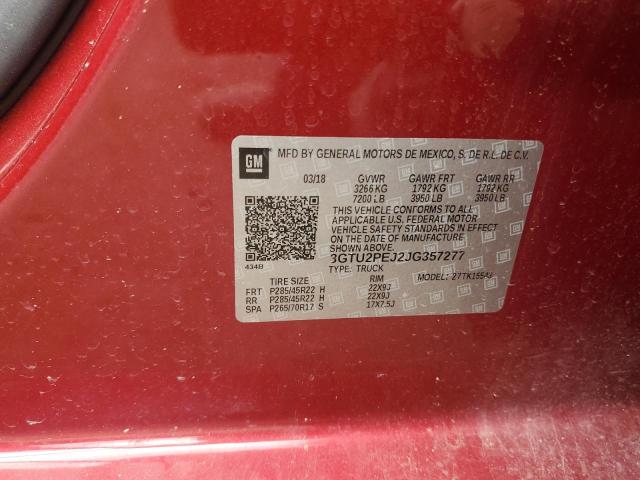 GM MFD BY GENERAL MOTORS DE MEXICO, S. DE R.L. DE C.V.
03/18 GVWR GAWR FRT GAWR RR
3266 KG 1792 KG 1792 KG
7200 LB 3950 LB 3950 LB
THIS VEHICLE CONFORMS TO ALL
APPLICABLE U.S. FEDERAL MOTOR
VEHICLE SAFETY STANDARDS IN EFFECT
ON THE DATE OF MANUFACTURE
SHOWN ABOVE.
3GTU2PEJ2JG357277
434B TYPE: TRUCK
MODEL:
TIRE SIZE RIM
FRT P285/45R22 H 22X9J
RR P285/45R22 H 22X9J
SPA P265/70R17 S 17X7.5J